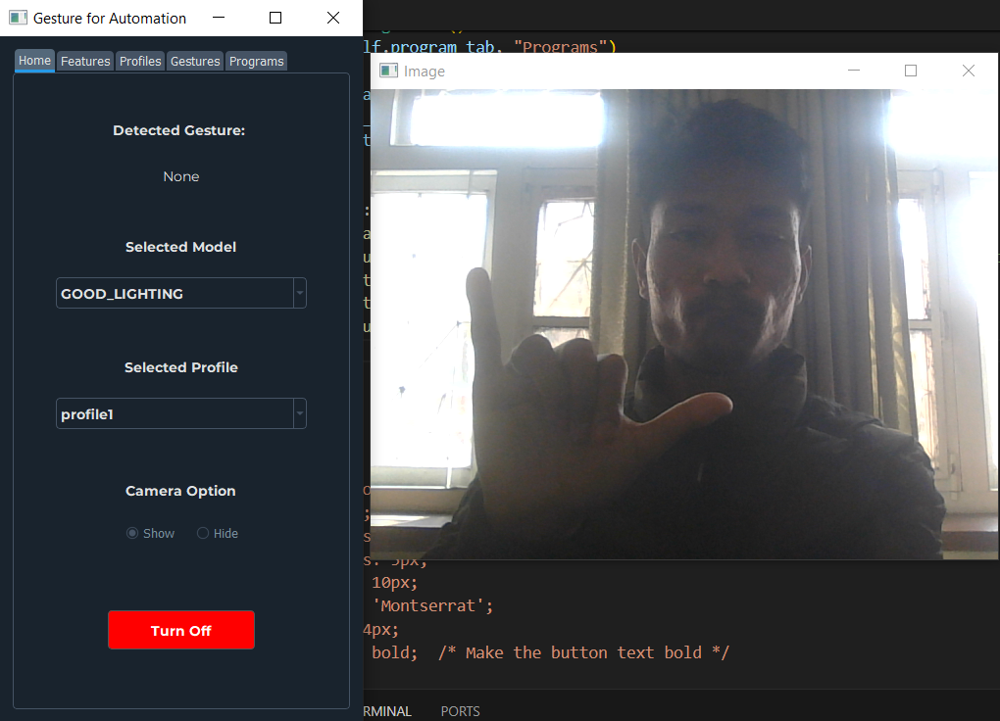 Gesture for Automation
Home Features Profiles Gestures Programs
Detected Gesture:
None
Selected Model
GOOD_LIGHTING
Selected Profile
profile1
Camera Option
Show Hide
Turn Off
lf.program_tab, "Programs")
Image
s: 5px;
10px;
'Montserrat';
4px;
bold; /* Make the button text bold */
RMINAL PORTS